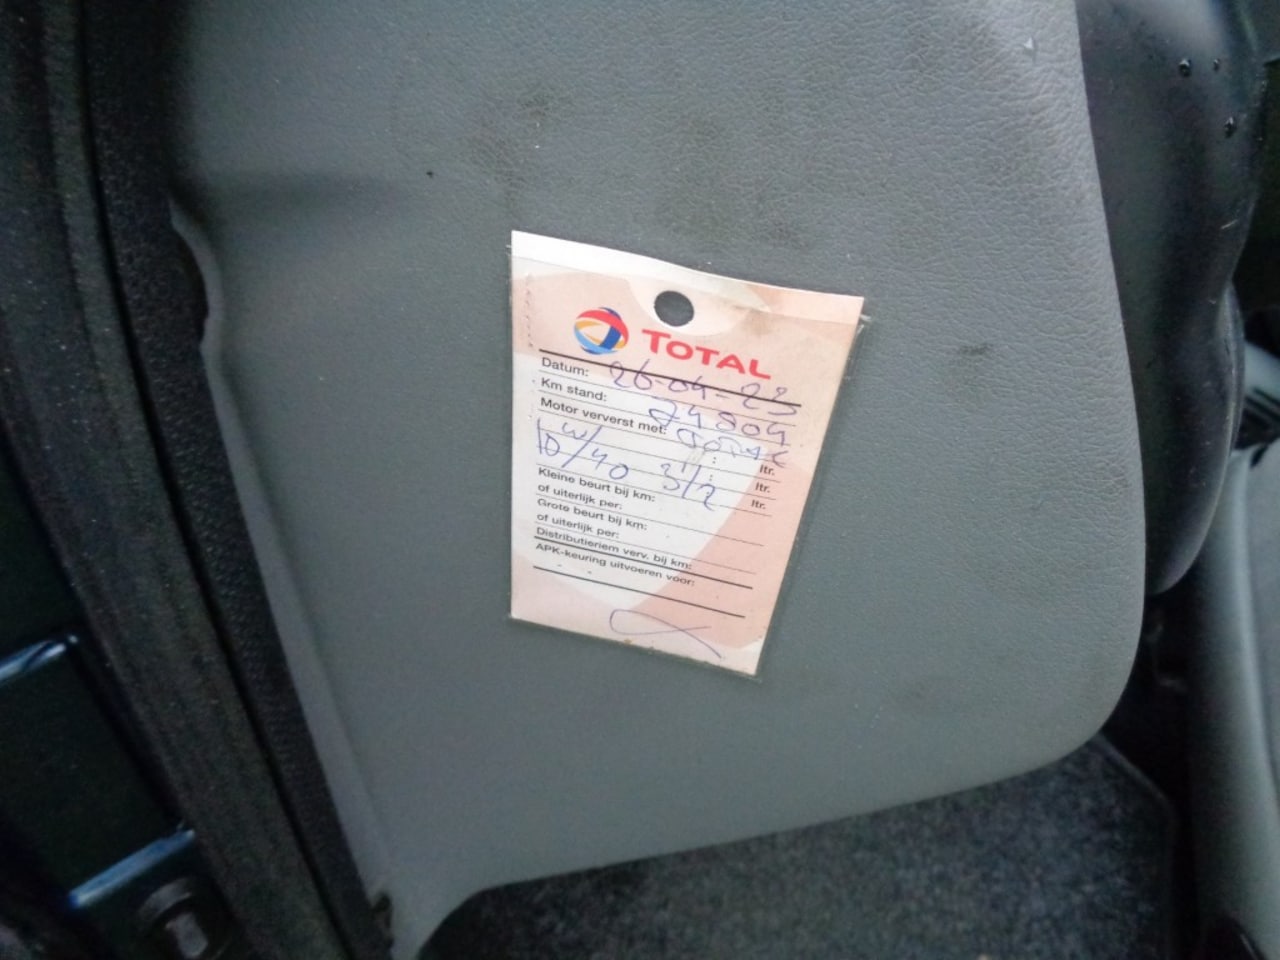 TOTAL
Datum: 26-04-23
Km stand: 74804
Motor ververst met:
: ltr.
10W/40 3 1/2 : ltr.
ltr.
Kleine beurt bij km:
of uiterlijk per:
Grote beurt bij km:
of uiterlijk per:
Distributieriem verv. bij km:
APK-keuring uitvoeren voor: